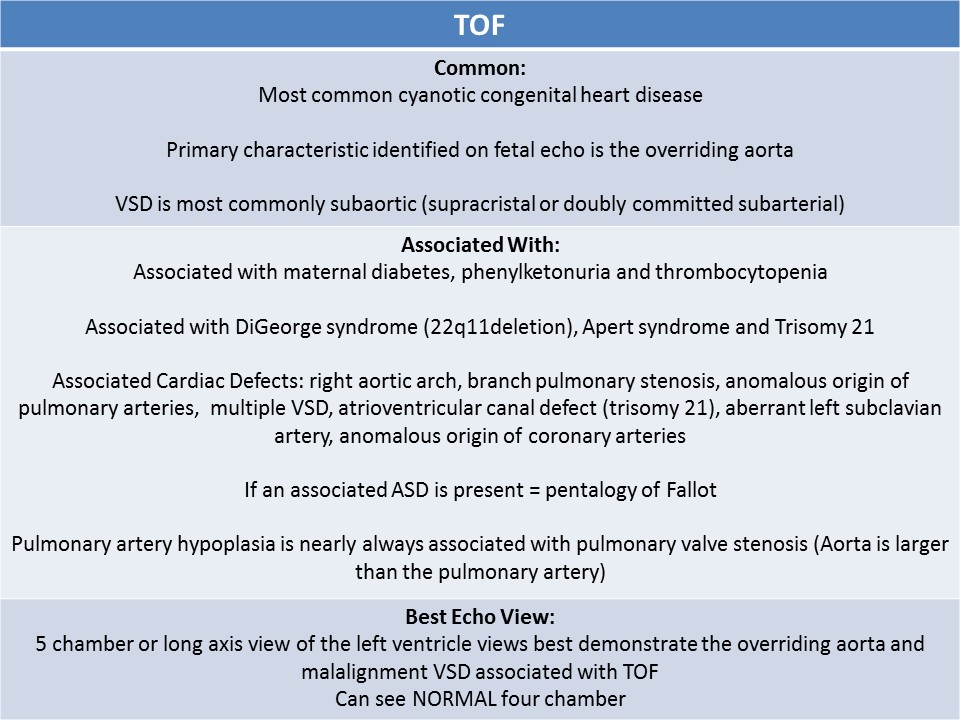 TOF
Common:
Most common cyanotic congenital heart disease
Primary characteristic identified on fetal echo is the overriding aorta
VSD is most commonly subaortic (supracristal or doubly committed subarterial)
Associated With:
Associated with maternal diabetes, phenylketonuria and thrombocytopenia
Associated with DiGeorge syndrome (22q11deletion), Apert syndrome and Trisomy 21
Associated Cardiac Defects: right aortic arch, branch pulmonary stenosis, anomalous origin of
pulmonary arteries, multiple VSD, atrioventricular canal defect (trisomy 21), aberrant left subclavian
artery, anomalous origin of coronary arteries
If an associated ASD is present = pentalogy of Fallot
Pulmonary artery hypoplasia is nearly always associated with pulmonary valve stenosis (Aorta is larger
than the pulmonary artery)
Best Echo View:
5 chamber or long axis view of the left ventricle views best demonstrate the overriding aorta and
malalignment VSD associated with TOF
Can see NORMAL four chamber